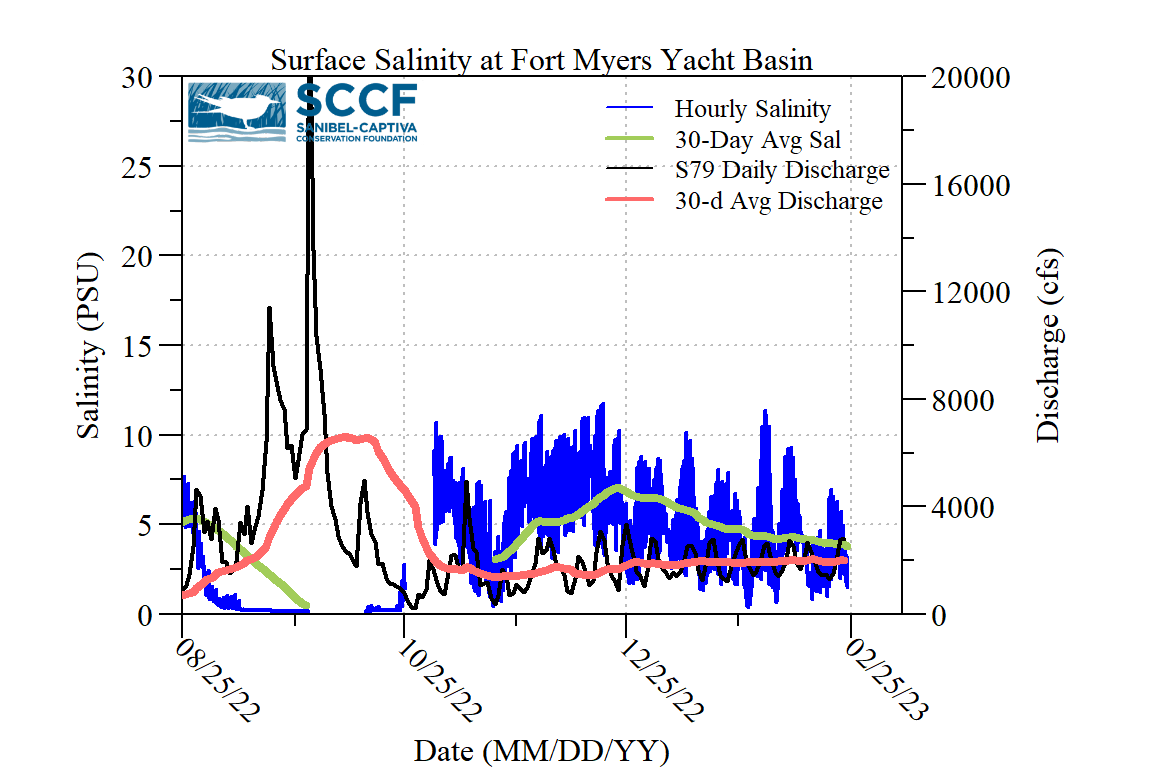 Surface Salinity at Fort Myers Yacht Basin
SCCF
SANIBEL-CAPTIVA
CONSERVATION FOUNDATION
Hourly Salinity
30-Day Avg Sal
S79 Daily Discharge
30-d Avg Discharge
30
25
20
15
10
5
0
Salinity (PSU)
20000
16000
12000
8000
4000
0
Discharge (cfs)
08/25/22
10/25/22
12/25/22
02/25/23
Date (MM/DD/YY)